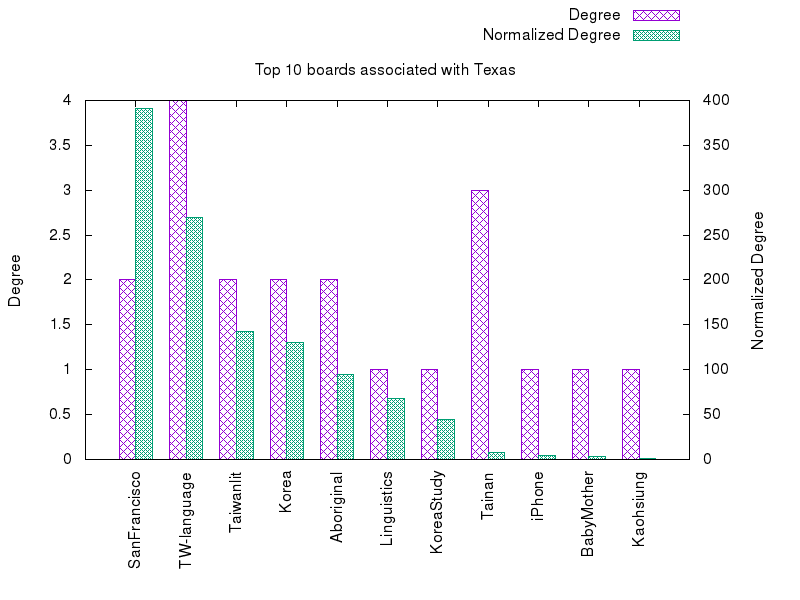 Degree
Normalized Degree
Top 10 boards associated with Texas
4
3.5
3
2.5
2
1.5
1
0.5
0
Degree
400
350
300
250
200
150
100
50
0
Normalized Degree
SanFrancisco
TW-language
Taiwanlit
Korea
Aboriginal
Linguistics
KoreaStudy
Tainan
iPhone
BabyMother
Kaohsiung